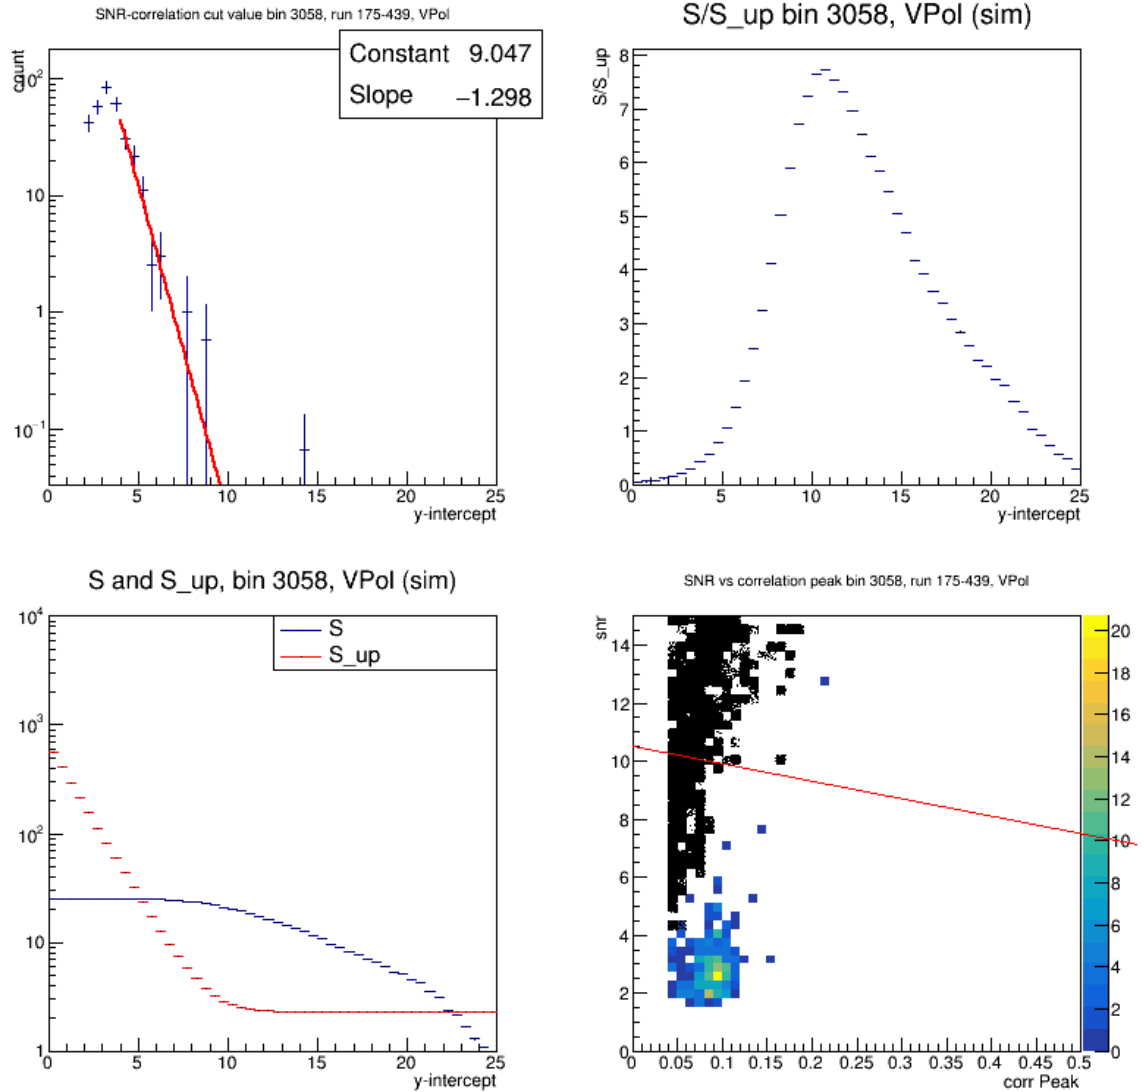 SNR-correlation cut value bin 3058, run 175-439, VPol
count
Constant 9.047
Slope −1.298
10²
10
1
10⁻¹
0 5 10 15 20 25
y-intercept
S/S_up bin 3058, VPol (sim)
S/S_up
8
7
6
5
4
3
2
1
0
0 5 10 15 20 25
y-intercept
S and S_up, bin 3058, VPol (sim)
S
S_up
10⁴
10³
10²
10
1
0 5 10 15 20 25
y-intercept
SNR vs correlation peak bin 3058, run 175-439, VPol
snr
14
12
10
8
6
4
2
0
0 0.05 0.1 0.15 0.2 0.25 0.3 0.35 0.4 0.45 0.5
corr Peak
20
18
16
14
12
10
8
6
4
2
0